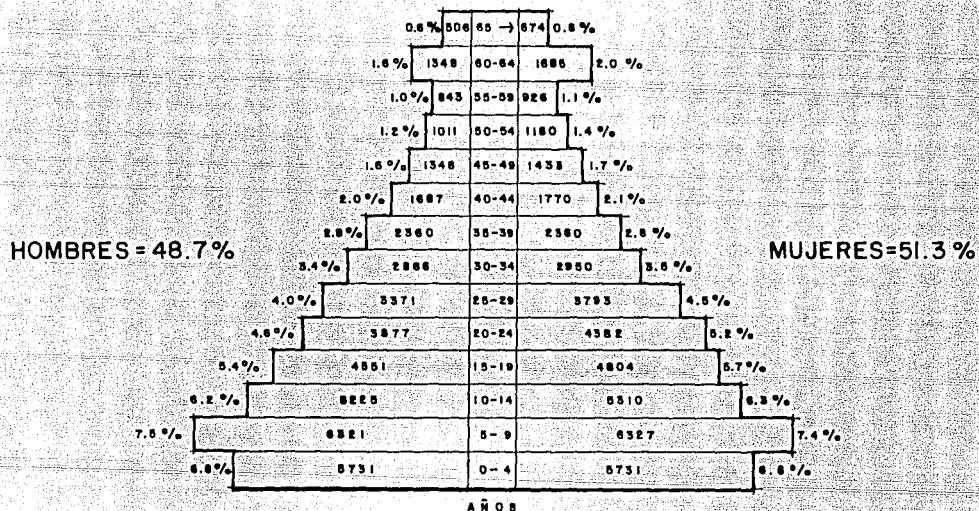 0.6% 506 65 → 674 0.8%
1.6% 1348 60-64 1685 2.0 %
1.0% 843 55-59 926 1.1%
1.2% 1011 50-54 1180 1.4%
1.6% 1348 45-49 1433 1.7%
2.0% 1687 40-44 1770 2.1%
2.8% 2360 35-39 2360 2.8%
HOMBRES = 48.7% MUJERES=51.3%
3.4% 2866 30-34 2950 3.5%
4.0% 3371 25-29 3793 4.5%
4.6% 3877 20-24 4382 5.2%
5.4% 4551 15-19 4804 5.7%
6.2% 5225 10-14 5310 6.3%
7.5% 6321 5-9 6327 7.4%
6.8% 5731 0-4 5731 6.8%
AÑOS